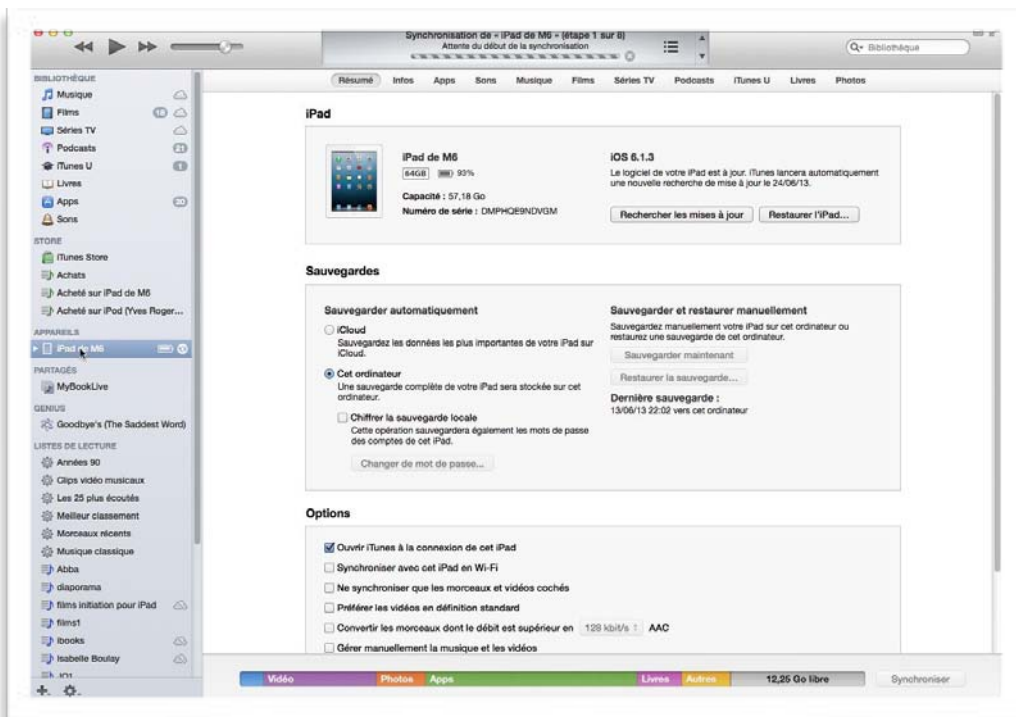 Synchronisation de « iPad de M6 » (étape 1 sur 8)
Attente du début de la synchronisation
Bibliothèque
BIBLIOTHÈQUE
Musique
Films
Séries TV
Podcasts 21
iTunes U
Livres
Apps
Sons
STORE
iTunes Store
Achats
Acheté sur iPad de M6
Acheté sur iPod (Yves Roger...
APPAREILS
iPad de M6
PARTAGÉS
MyBookLive
GENIUS
Goodbye's (The Saddest Word)
LISTES DE LECTURE
Années 90
Clips vidéo musicaux
Les 25 plus écoutés
Meilleur classement
Morceaux récents
Musique classique
Abba
diaporama
films initiation pour iPad
films1
ibooks
Isabelle Boulay
JO1
Résumé Infos Apps Sons Musique Films Séries TV Podcasts iTunes U Livres Photos
iPad
iPad de M6
64GB 93%
Capacité : 57,18 Go
Numéro de série : DMPHQE9NDVGM
iOS 6.1.3
Le logiciel de votre iPad est à jour. iTunes lancera automatiquement
une nouvelle recherche de mise à jour le 24/06/13.
Rechercher les mises à jour Restaurer l'iPad...
Sauvegardes
Sauvegarder automatiquement
iCloud
Sauvegardez les données les plus importantes de votre iPad sur
iCloud.
Cet ordinateur
Une sauvegarde complète de votre iPad sera stockée sur cet
ordinateur.
Chiffrer la sauvegarde locale
Cette opération sauvegardera également les mots de passe
des comptes de cet iPad.
Changer de mot de passe...
Sauvegarder et restaurer manuellement
Sauvegardez manuellement votre iPad sur cet ordinateur ou
restaurez une sauvegarde de cet ordinateur.
Sauvegarder maintenant
Restaurer la sauvegarde...
Dernière sauvegarde :
13/06/13 22:02 vers cet ordinateur
Options
Ouvrir iTunes à la connexion de cet iPad
Synchroniser avec cet iPad en Wi-Fi
Ne synchroniser que les morceaux et vidéos cochés
Préférer les vidéos en définition standard
Convertir les morceaux dont le débit est supérieur en 128 kbit/s AAC
Gérer manuellement la musique et les vidéos
Vidéo Photos Apps Livres Autres 12,25 Go libre Synchroniser